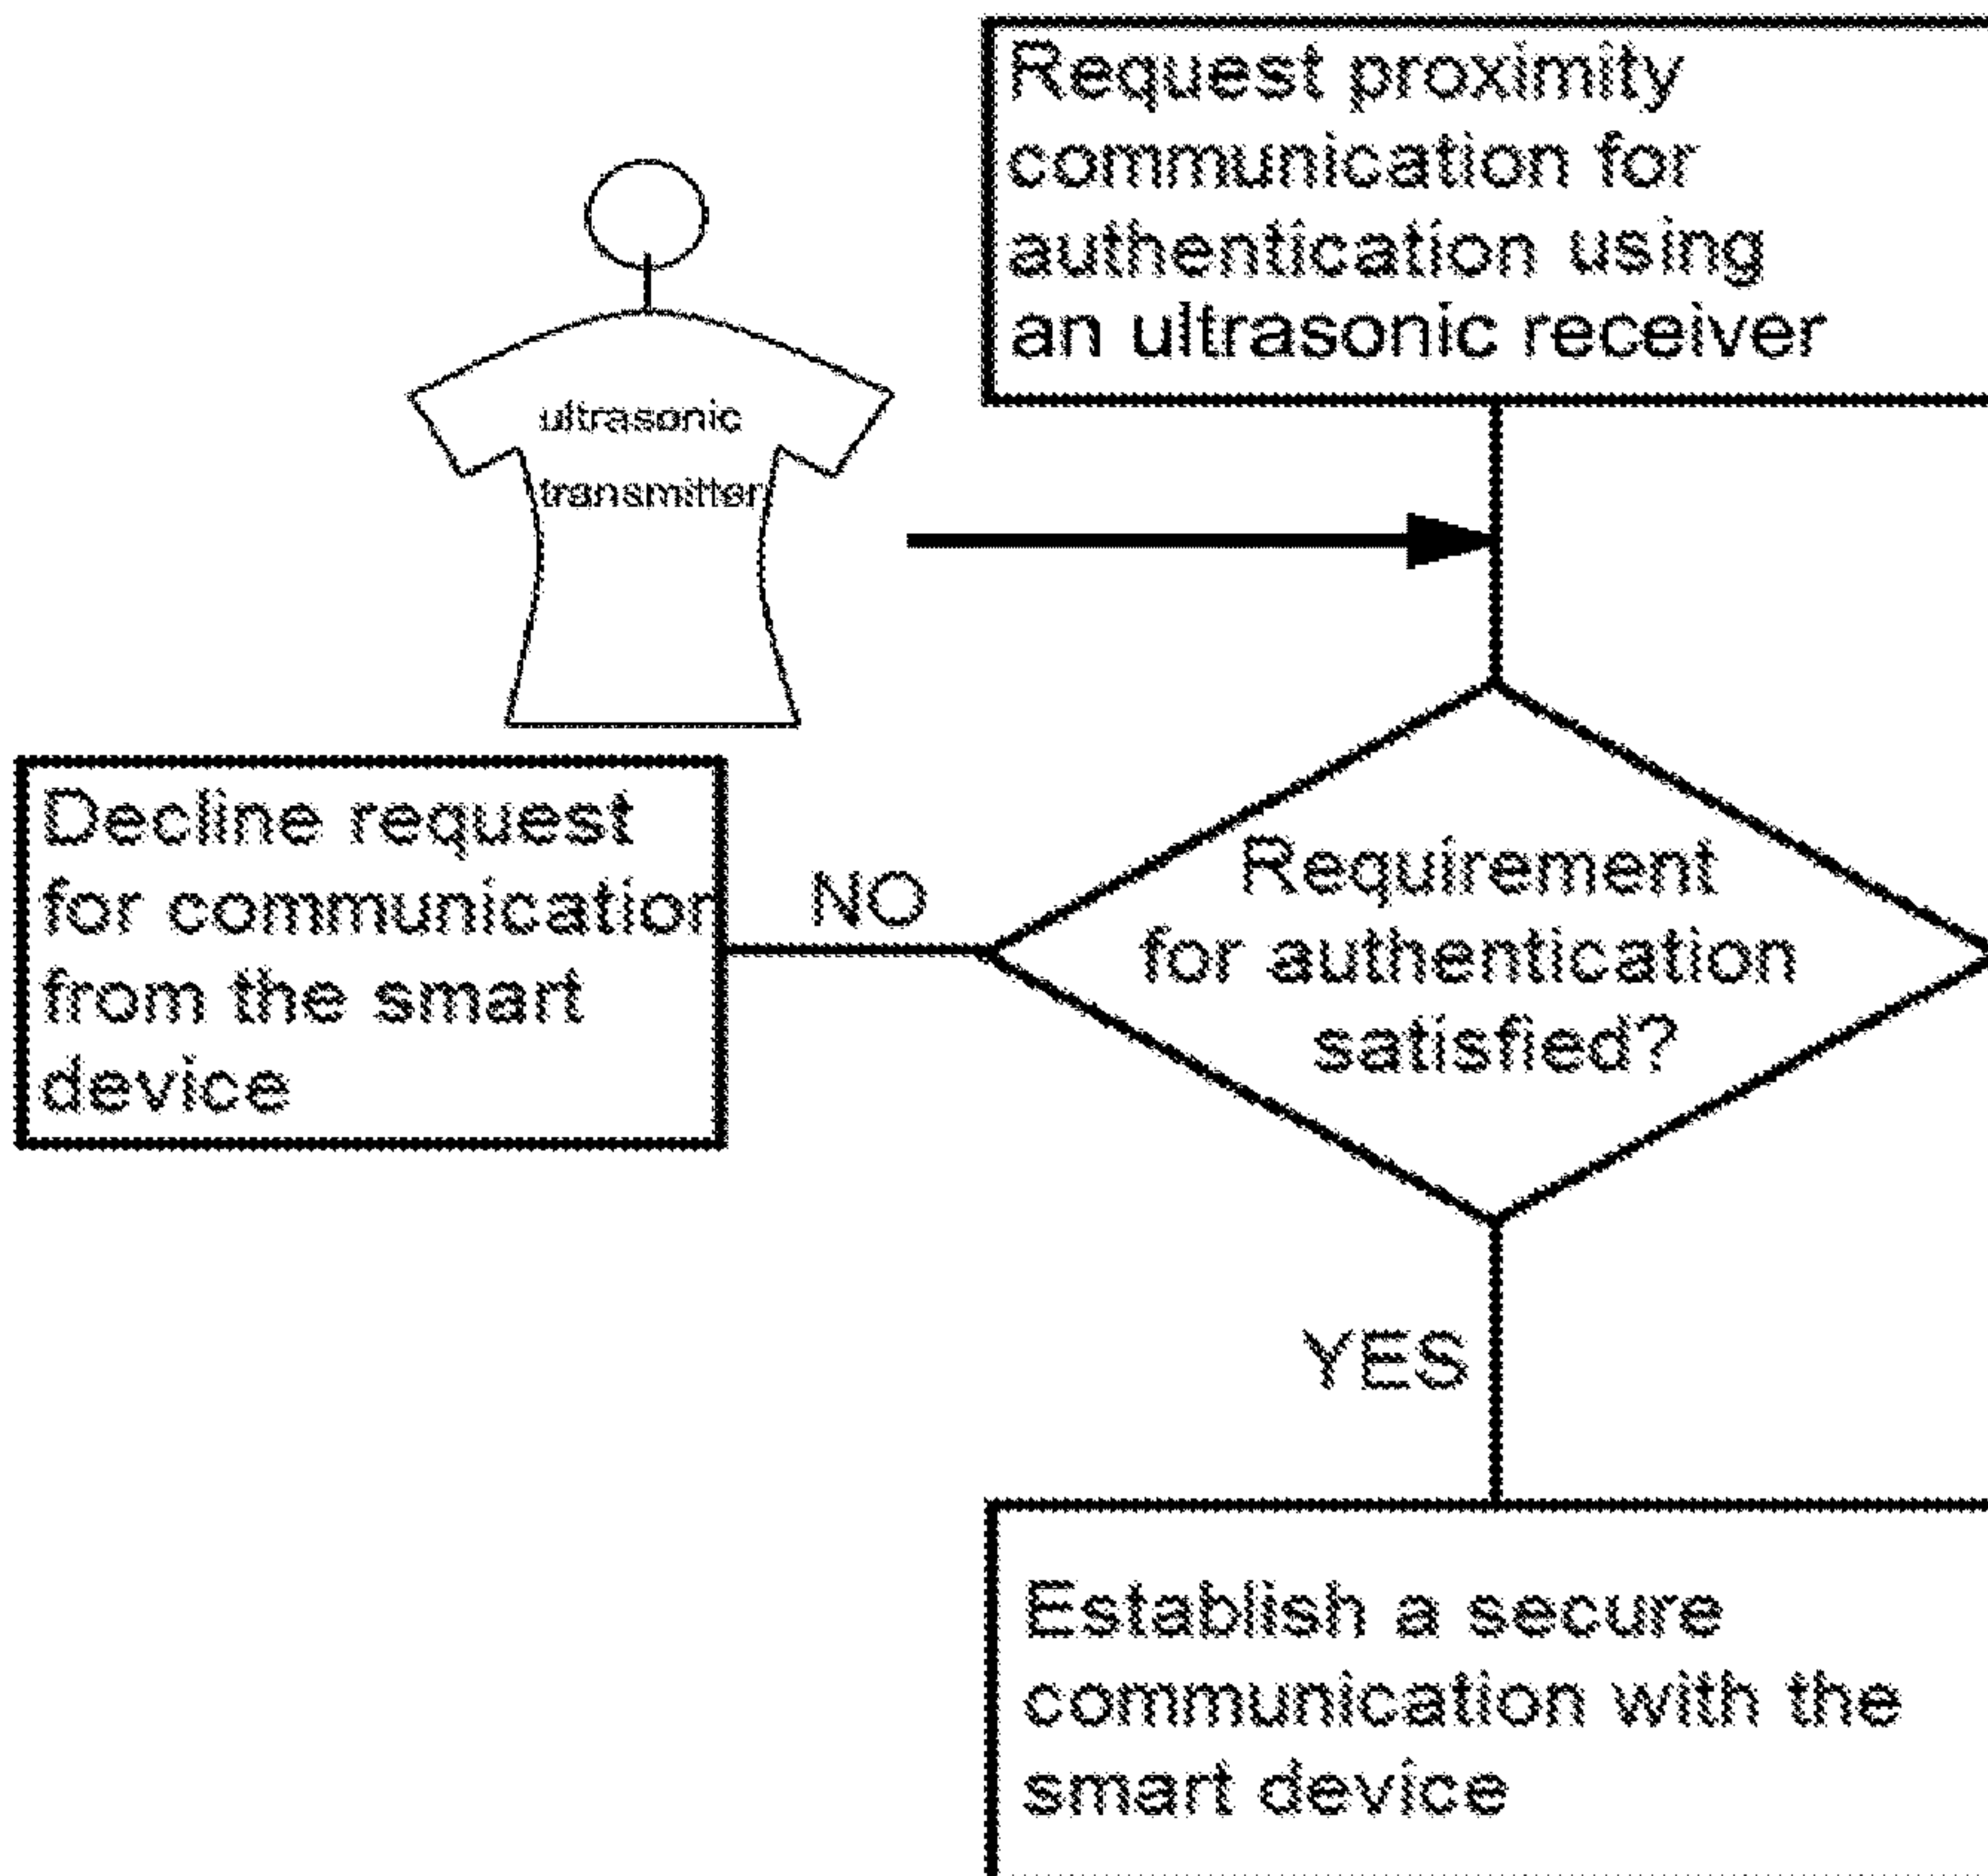 Request proximity
communication for
authentication using
an ultrasonic receiver
ultrasonic
transmitter
Decline request
for communication
from the smart
device
NO
Requirement
for authentication
satisfied?
YES
Establish a secure
communication with the
smart device